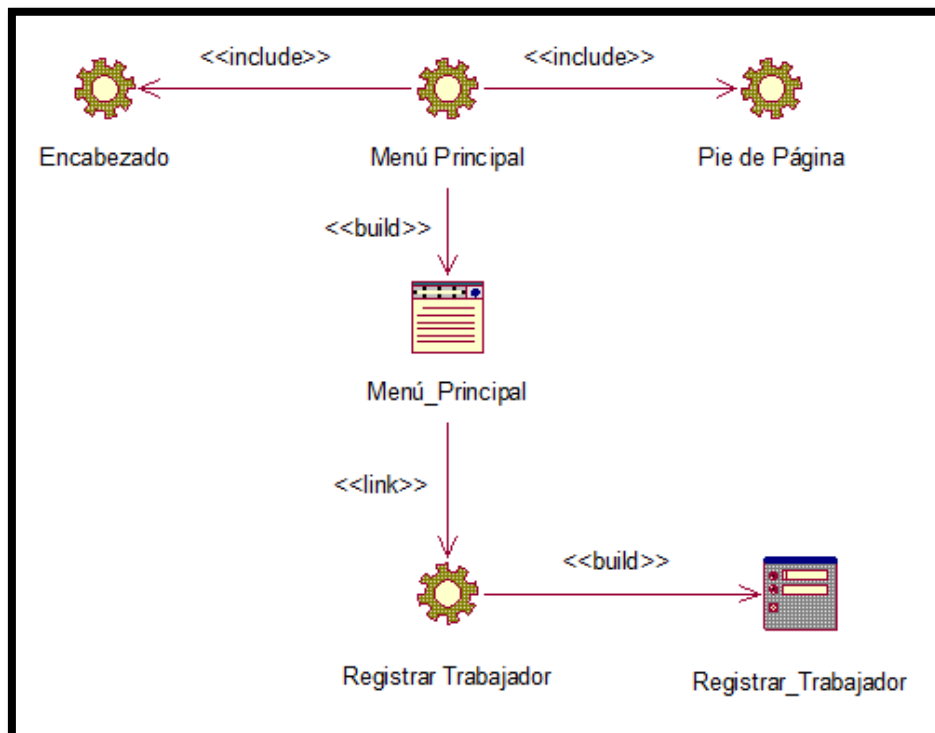 <<include>>
<<include>>
Encabezado
Menú Principal
Pie de Página
<<build>>
Menú_Principal
<<link>>
<<build>>
Registrar Trabajador
Registrar_Trabajador